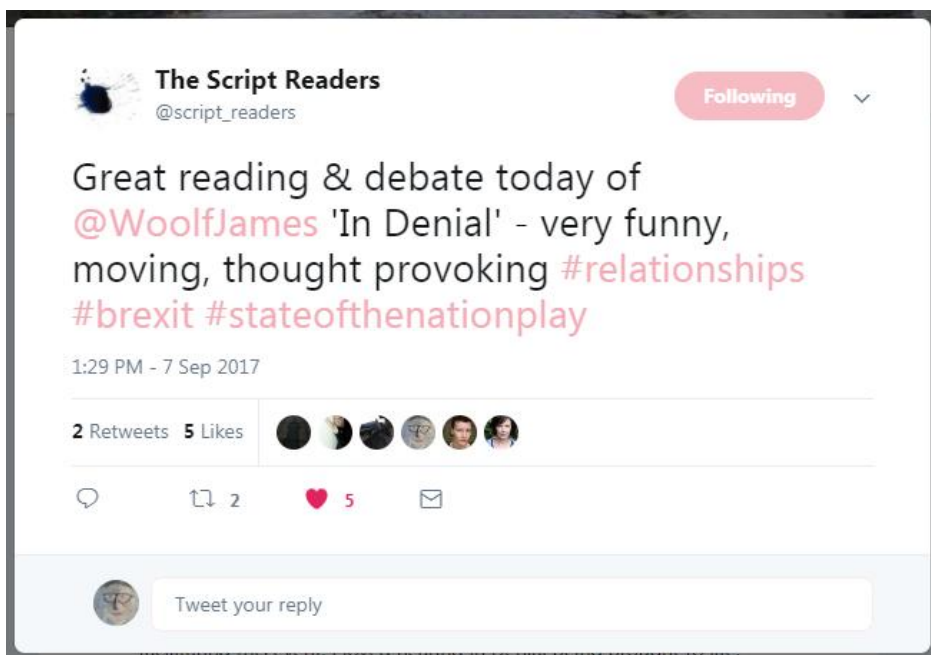 The Script Readers
Following
@script_readers
Great reading & debate today of
@WoolfJames 'In Denial' - very funny,
moving, thought provoking #relationships
#brexit #stateofthenationplay
1:29 PM - 7 Sep 2017
2 Retweets 5 Likes
2 5
Tweet your reply